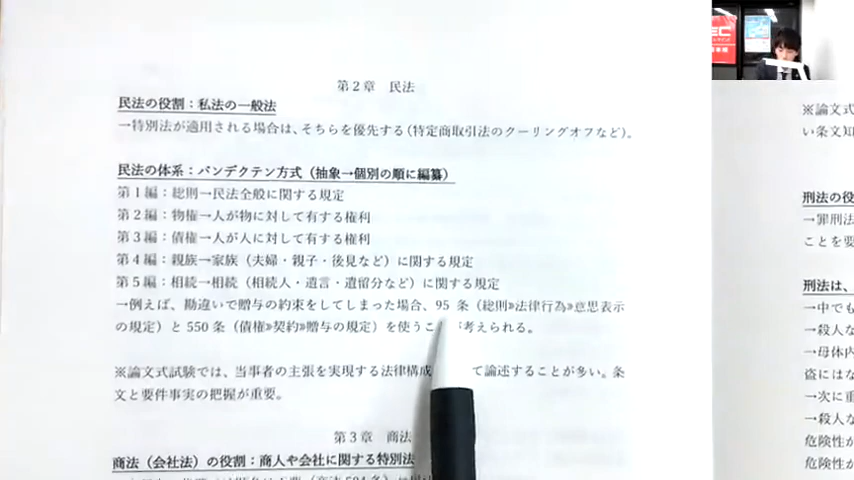 第2章 民法
民法の役割：私法の一般法
→特別法が適用される場合は、そちらを優先する（特定商取引法のクーリングオフなど）。
民法の体系：パンデクテン方式（抽象→個別の順に編纂）
第1編：総則→民法全般に関する規定
第2編：物権→人が物に対して有する権利
第3編：債権→人が人に対して有する権利
第4編：親族→家族（夫婦・親子・後見など）に関する規定
第5編：相続→相続（相続人・遺言・遺留分など）に関する規定
→例えば、勘違いで贈与の約束をしてしまった場合、95 条（総則»法律行為»意思表示
の規定）と 550 条（債権»契約»贈与の規定）を使うこ が考えられる。
※論文式試験では、当事者の主張を実現する法律構成 て論述することが多い。条
文と要件事実の把握が重要。
第3章 商法
商法（会社法）の役割：商人や会社に関する特別法
※論文式
い条文知
刑法の役
→罪刑法
ことを要
刑法は、
→中でも
→殺人な
→母体内
盗にはな
→次に重
→殺人な
危険性が
危険性が